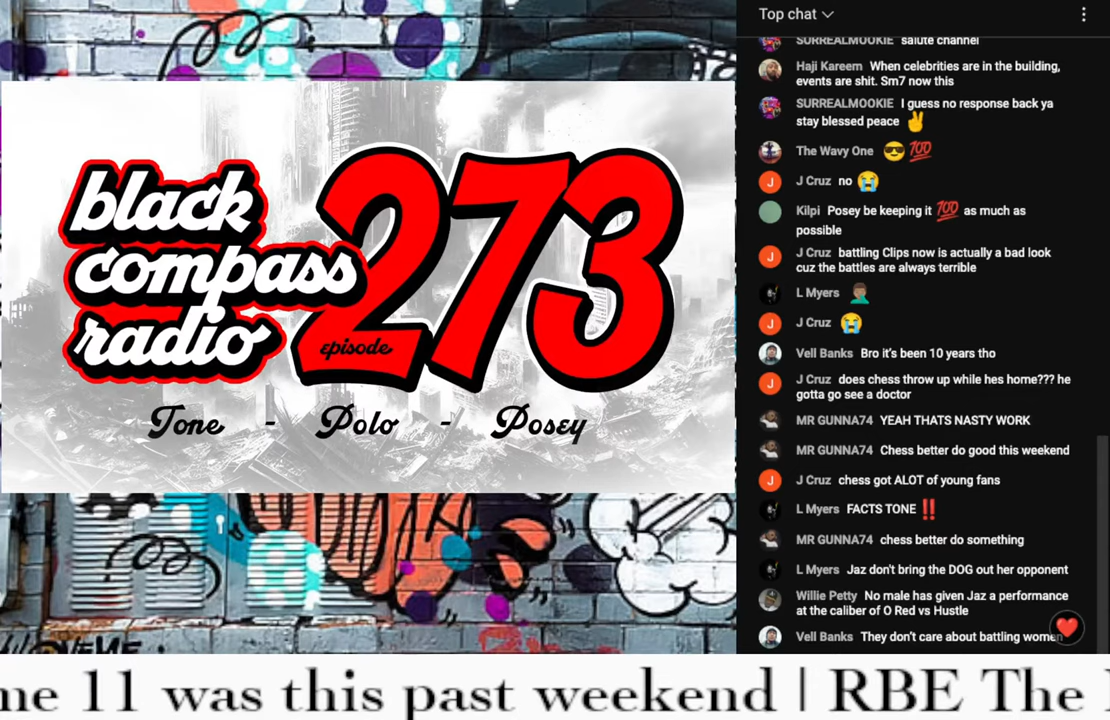 black
compass
radio
273
episode
Tone - Polo - Posey
Top chat
SURREALMOOKIE salute channel
Haji Kareem When celebrities are in the building,
events are shit. Sm7 now this
SURREALMOOKIE I guess no response back ya
stay blessed peace ✌️
The Wavy One 😎💯
J Cruz no 😭
Kilpi Posey be keeping it 💯 as much as
possible
J Cruz battling Clips now is actually a bad look
cuz the battles are always terrible
L Myers 🤦🏽‍♂️
J Cruz 😭
Vell Banks Bro it's been 10 years tho
J Cruz does chess throw up while hes home??? he
gotta go see a doctor
MR GUNNA74 YEAH THATS NASTY WORK
MR GUNNA74 Chess better do good this weekend
J Cruz chess got ALOT of young fans
L Myers FACTS TONE ‼️
MR GUNNA74 chess better do something
L Myers Jaz don't bring the DOG out her opponent
Willie Petty No male has given Jaz a performance
at the caliber of O Red vs Hustle
Vell Banks They don't care about battling women
me 11 was this past weekend | RBE The